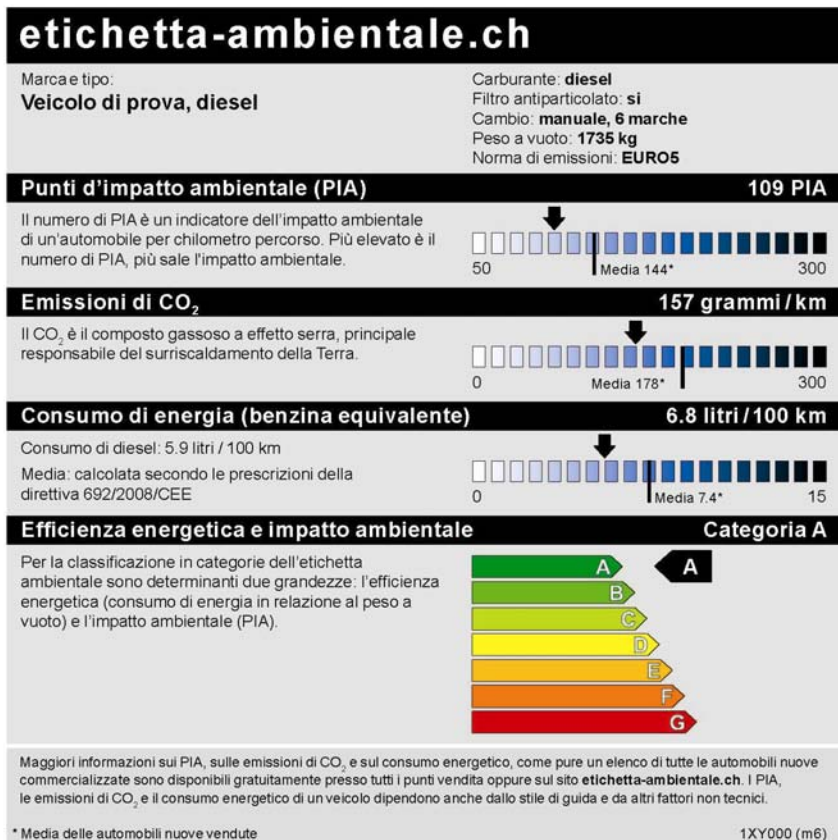 etichetta-ambientale.ch
Marca e tipo:
Veicolo di prova, diesel
Carburante: diesel
Filtro antiparticolato: si
Cambio: manuale, 6 marche
Peso a vuoto: 1735 kg
Norma di emissioni: EURO5
Punti d'impatto ambientale (PIA) 109 PIA
Il numero di PIA è un indicatore dell'impatto ambientale
di un'automobile per chilometro percorso. Più elevato è il
numero di PIA, più sale l'impatto ambientale.
50 Media 144* 300
Emissioni di CO₂ 157 grammi/km
Il CO₂ è il composto gassoso a effetto serra, principale
responsabile del surriscaldamento della Terra.
0 Media 178* 300
Consumo di energia (benzina equivalente) 6.8 litri/100 km
Consumo di diesel: 5.9 litri / 100 km
Media: calcolata secondo le prescrizioni della
direttiva 692/2008/CEE
0 Media 7.4* 15
Efficienza energetica e impatto ambientale Categoria A
Per la classificazione in categorie dell'etichetta
ambientale sono determinanti due grandezze: l'efficienza
energetica (consumo di energia in relazione al peso a
vuoto) e l'impatto ambientale (PIA).
A A
B
C
D
E
F
G
Maggiori informazioni sui PIA, sulle emissioni di CO₂ e sul consumo energetico, come pure un elenco di tutte le automobili nuove
commercializzate sono disponibili gratuitamente presso tutti i punti vendita oppure sul sito etichetta-ambientale.ch. I PIA,
le emissioni di CO₂ e il consumo energetico di un veicolo dipendono anche dallo stile di guida e da altri fattori non tecnici.
* Media delle automobili nuove vendute 1XY000 (m6)